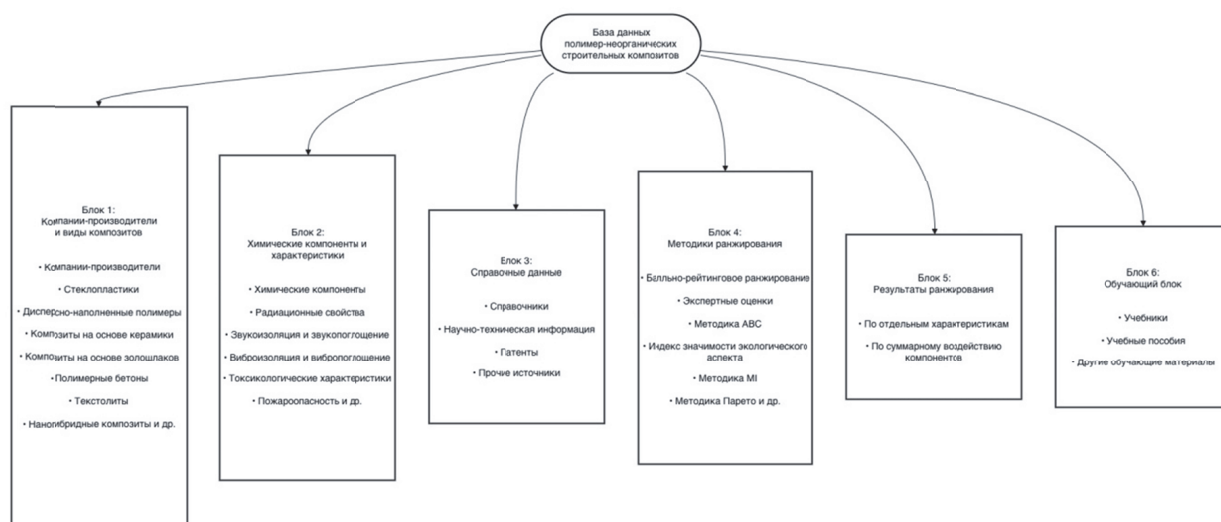 База данных
полимер-неорганических
строительных композитов
Блок 1:
Компании-производители
и виды композитов
• Компании-производители
• Стеклопластики
• Дисперсно-наполненные полимеры
• Композиты на основе керамики
• Композиты на основе золошлаков
• Полимерные бетоны
• Текстолиты
• Наногибридные композиты и др.
Блок 2:
Химические компоненты и
характеристики
• Химические компоненты
• Радиационные свойства
• Звукоизоляция и звукопоглощение
• Виброизоляция и вибропоглощение
• Токсикологические характеристики
• Пожароопасность и др.
Блок 3:
Справочные данные
• Справочники
• Научно-техническая информация
• Патенты
• Прочие источники
Блок 4:
Методики ранжирования
• Балльно-рейтинговое ранжирование
• Экспертные оценки
• Методика ABC
• Индекс значимости экологического
аспекта
• Методика MI
• Методика Парето и др.
Блок 5:
Результаты ранжирования
• По отдельным характеристикам
• По суммарному воздействию
компонентов
Блок 6:
Обучающий блок
• Учебники
• Учебные пособия
• Другие обучающие материалы